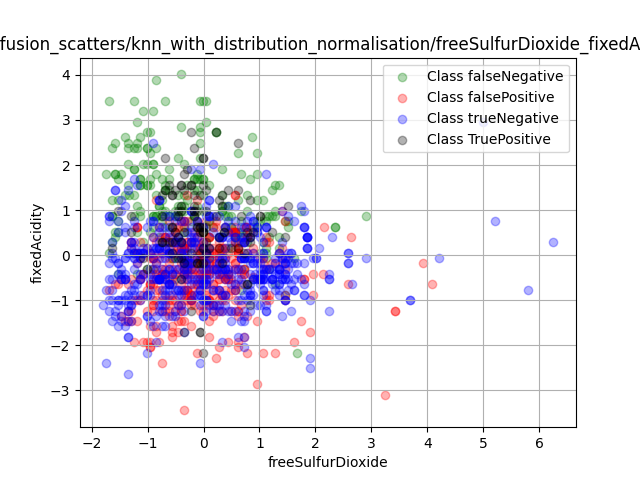 fusion_scatters/knn_with_distribution_normalisation/freeSulfurDioxide_fixedA
Class falseNegative
Class falsePositive
Class trueNegative
Class TruePositive
fixedAcidity
4
3
2
1
0
−1
−2
−3
−2 −1 0 1 2 3 4 5 6
freeSulfurDioxide